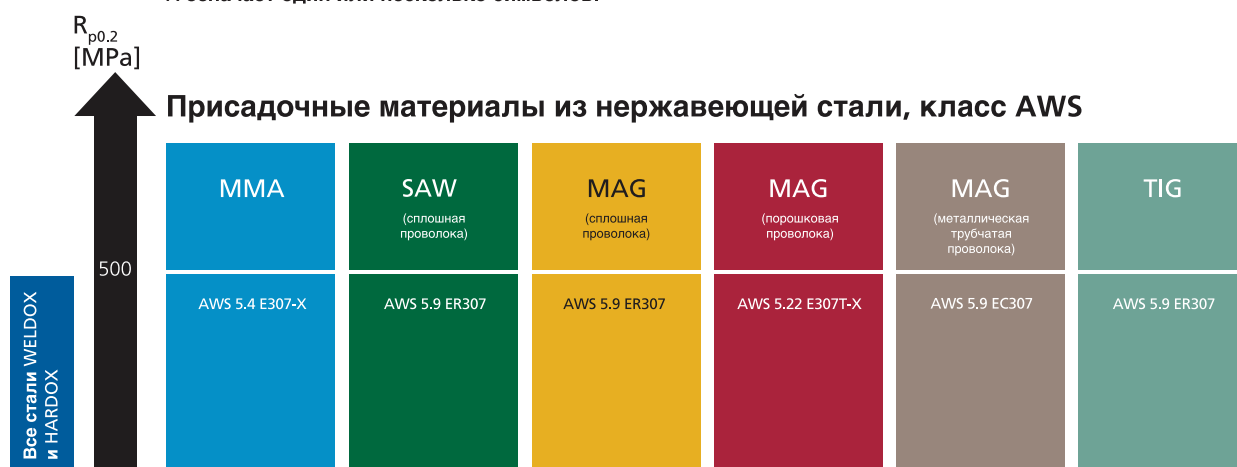 R p0.2
[MPa]
Присадочные материалы из нержавеющей стали, класс AWS
MMA
SAW
(сплошная
проволока)
MAG
(сплошная
проволока)
MAG
(порошковая
проволока)
MAG
(металлическая
трубчатая
проволока)
TIG
500
AWS 5.4 E307-X
AWS 5.9 ER307
AWS 5.9 ER307
AWS 5.22 E307T-X
AWS 5.9 EC307
AWS 5.9 ER307
Все стали WELDOX
и HARDOX